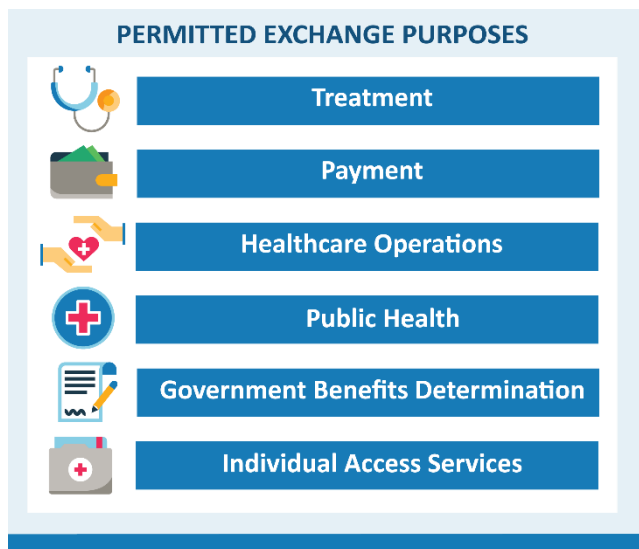 PERMITTED EXCHANGE PURPOSES
Treatment
Payment
Healthcare Operations
Public Health
Government Benefits Determination
Individual Access Services